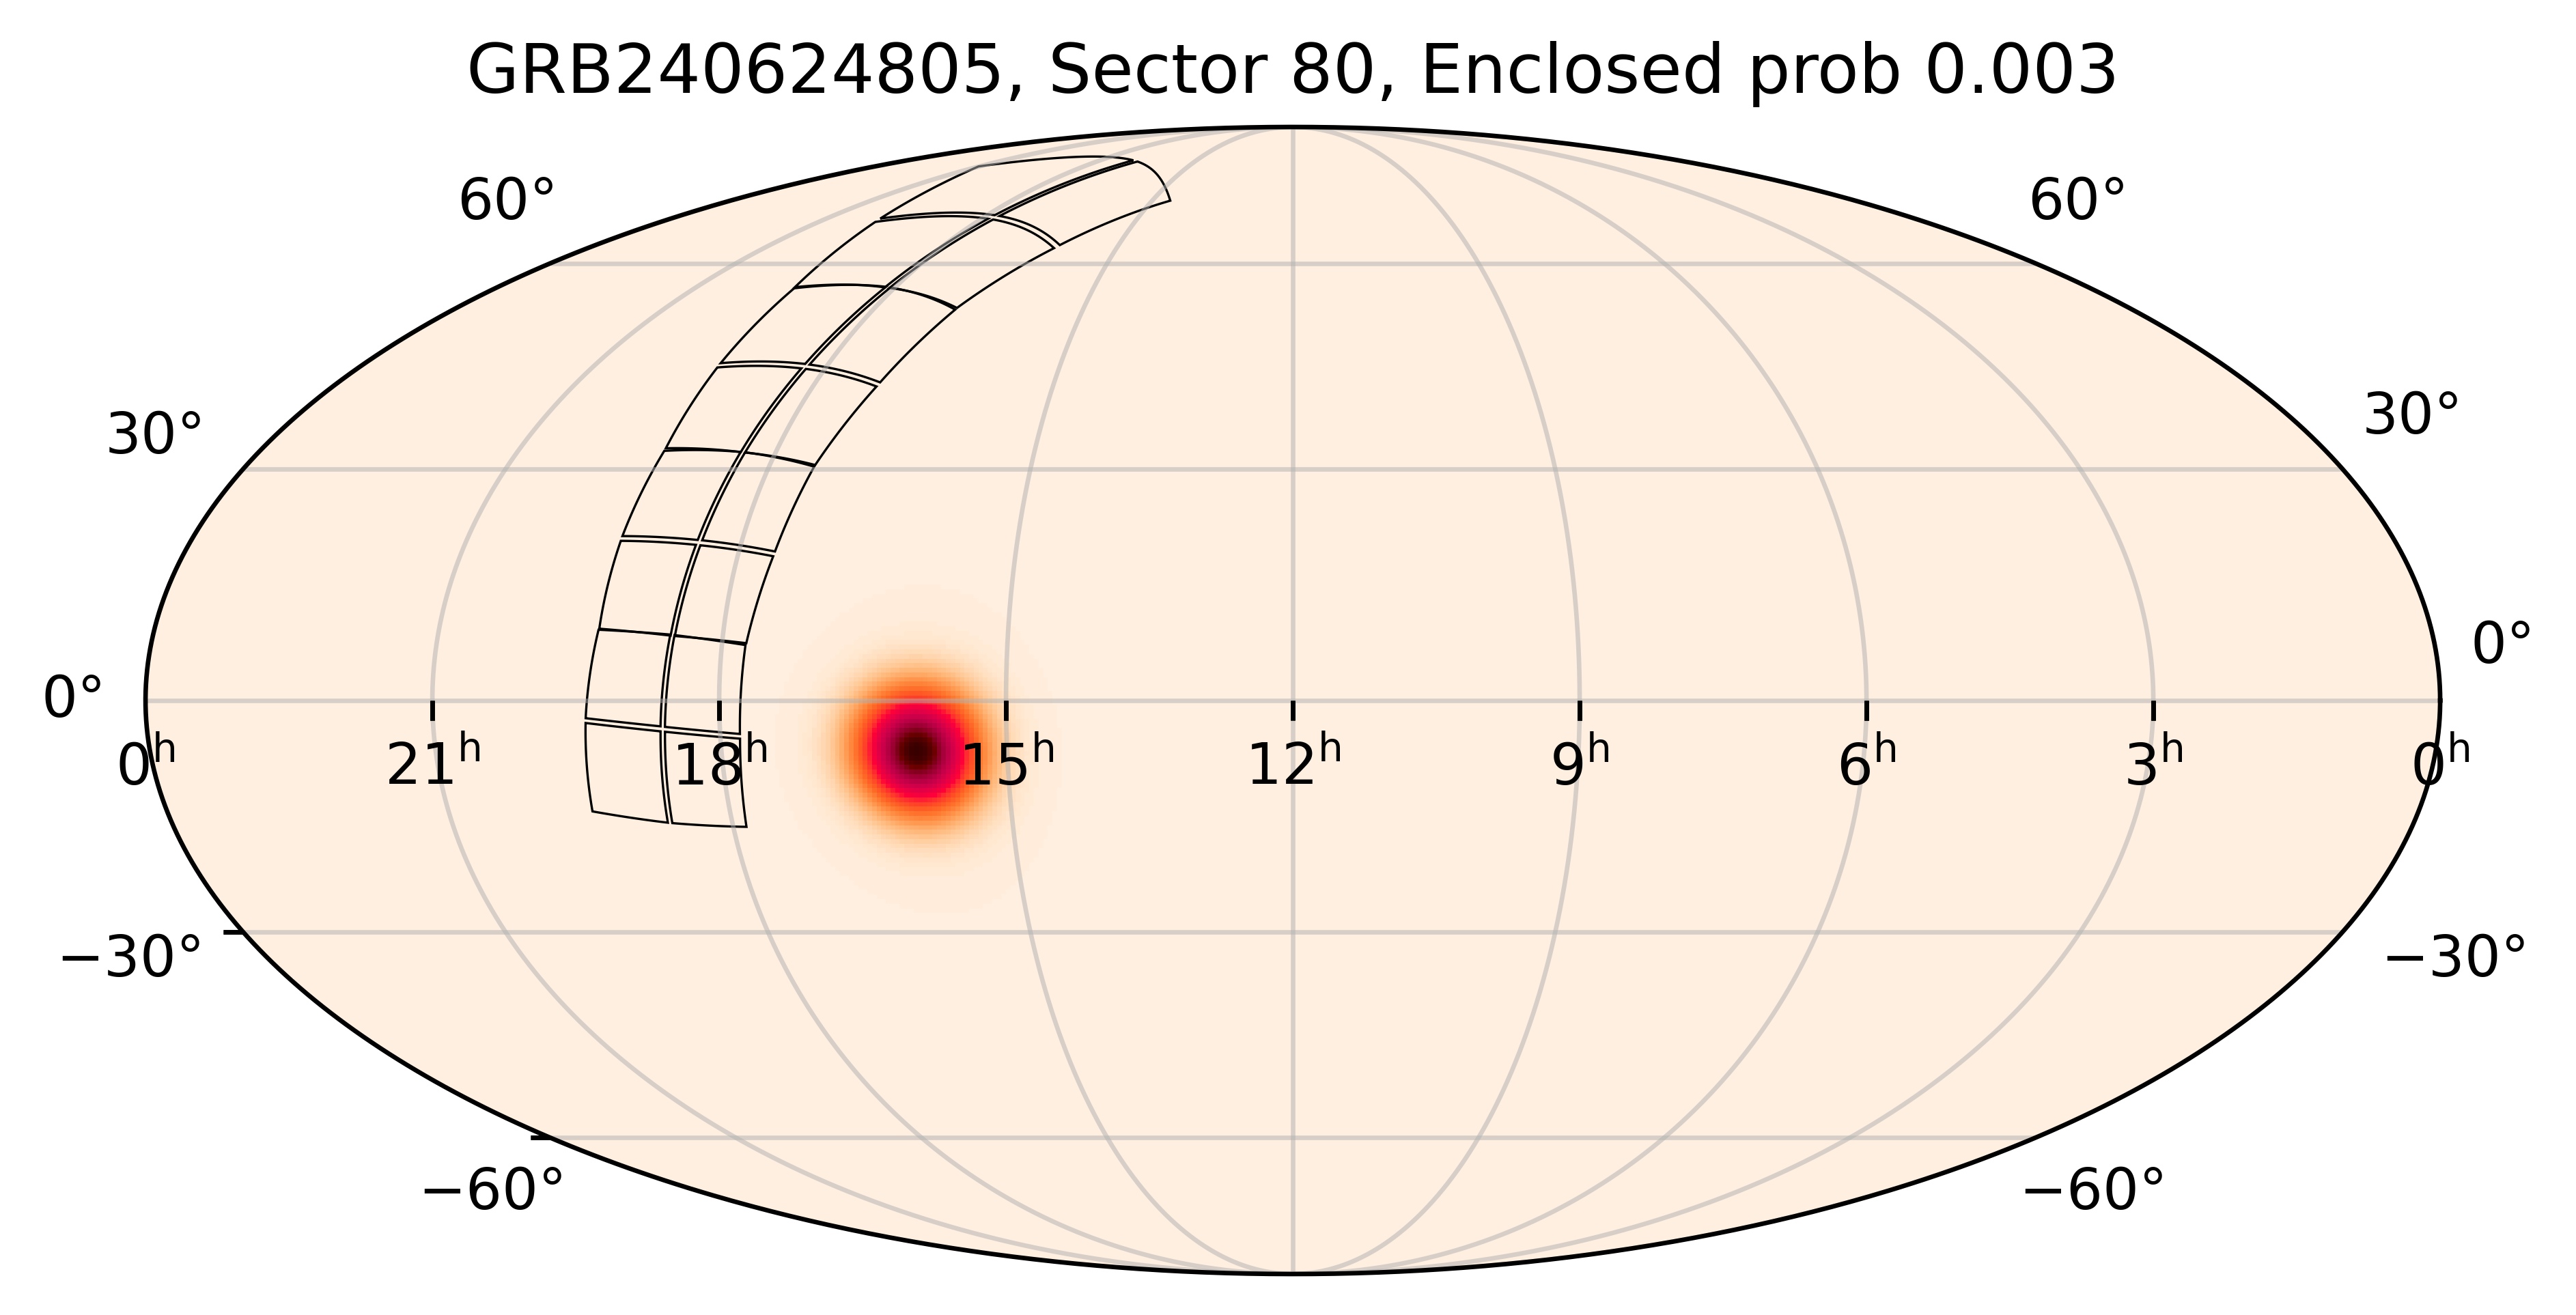 GRB240624805, Sector 80, Enclosed prob 0.003
60° 60°
30° 30°
0° 0°
0h 21h 18h 15h 12h 9h 6h 3h 0h
−30° −30°
−60° −60°